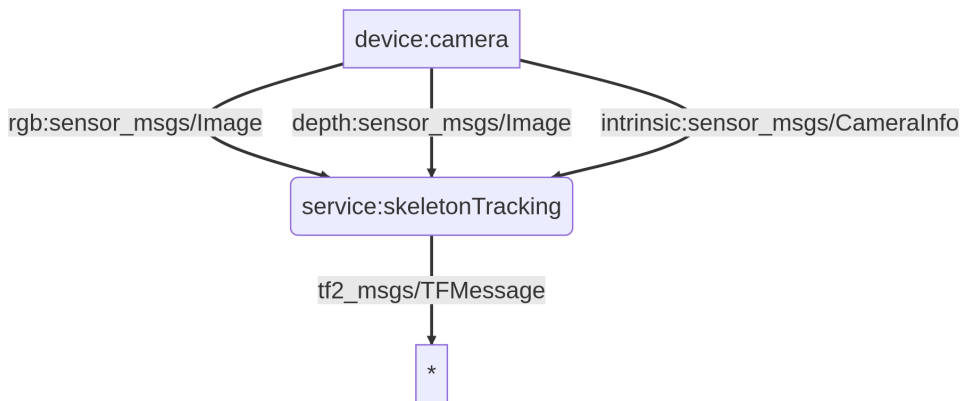 device:camera
rgb:sensor_msgs/Image
depth:sensor_msgs/Image
intrinsic:sensor_msgs/CameraInfo
service:skeletonTracking
tf2_msgs/TFMessage
*